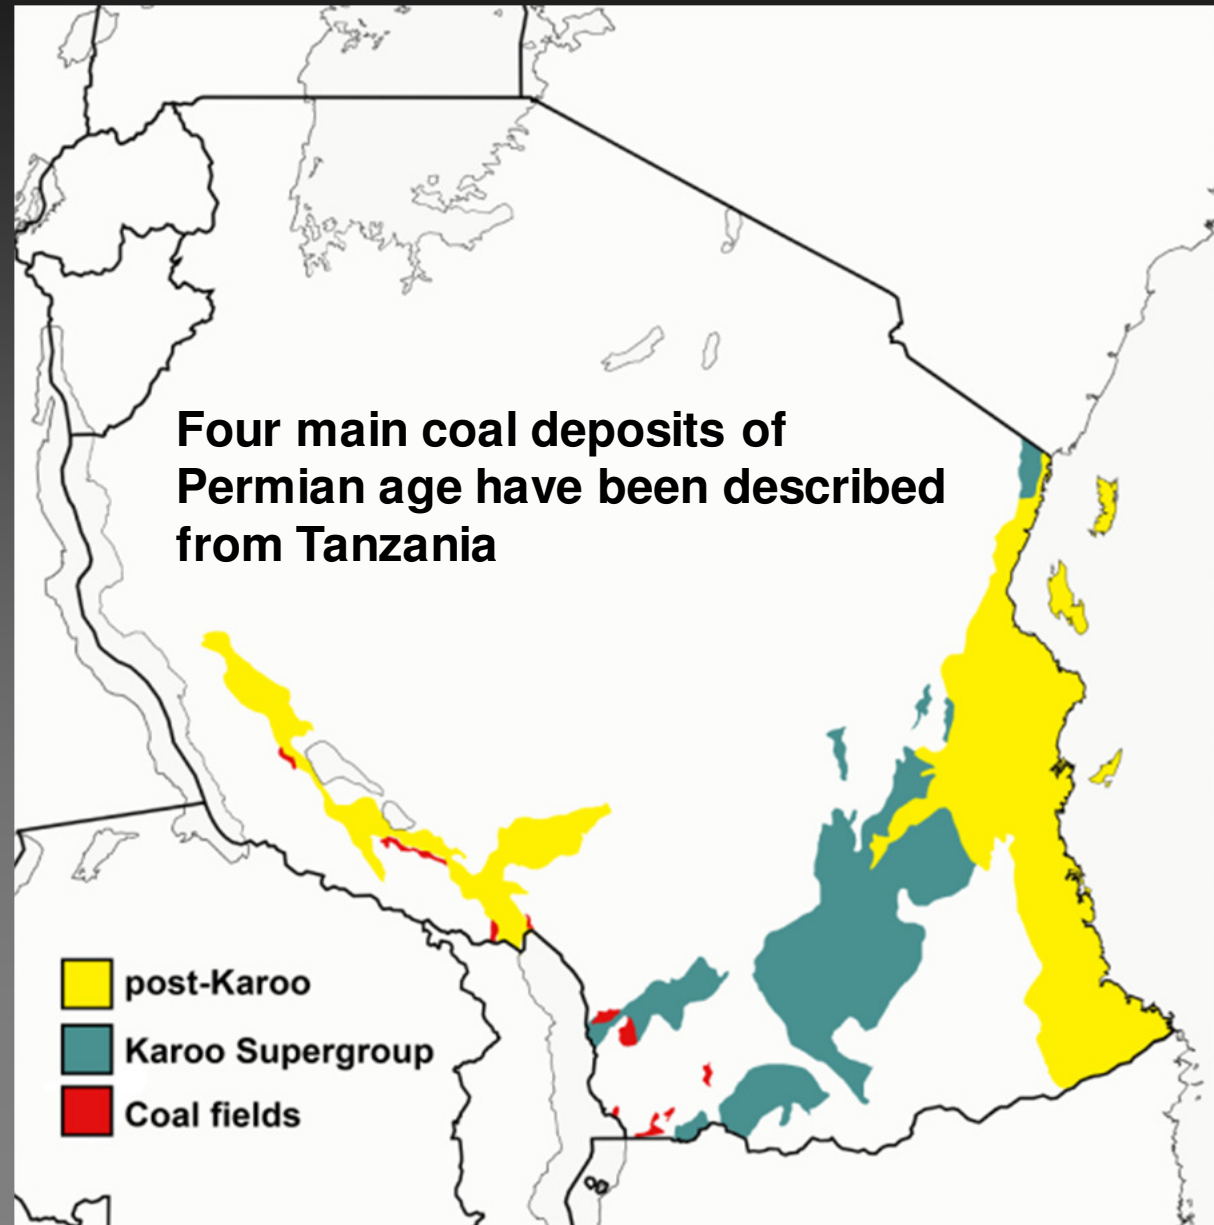 Four main coal deposits of
Permian age have been described
from Tanzania
post-Karoo
Karoo Supergroup
Coal fields